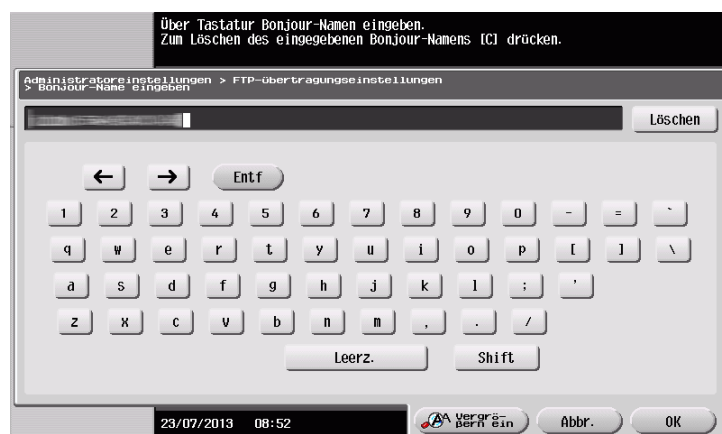 Über Tastatur Bonjour-Namen eingeben.
Zum Löschen des eingegebenen Bonjour-Namens [C] drücken.
Administratoreinstellungen > FTP-Übertragungseinstellungen
> Bonjour-Name eingeben
Löschen
← → Entf
1 2 3 4 5 6 7 8 9 0 - = `
q w e r t y u i o p [ ] \
a s d f g h j k l ; '
z x c v b n m , . /
Leerz. Shift
23/07/2013 08:52
Vergrö-
ßern ein
Abbr. OK